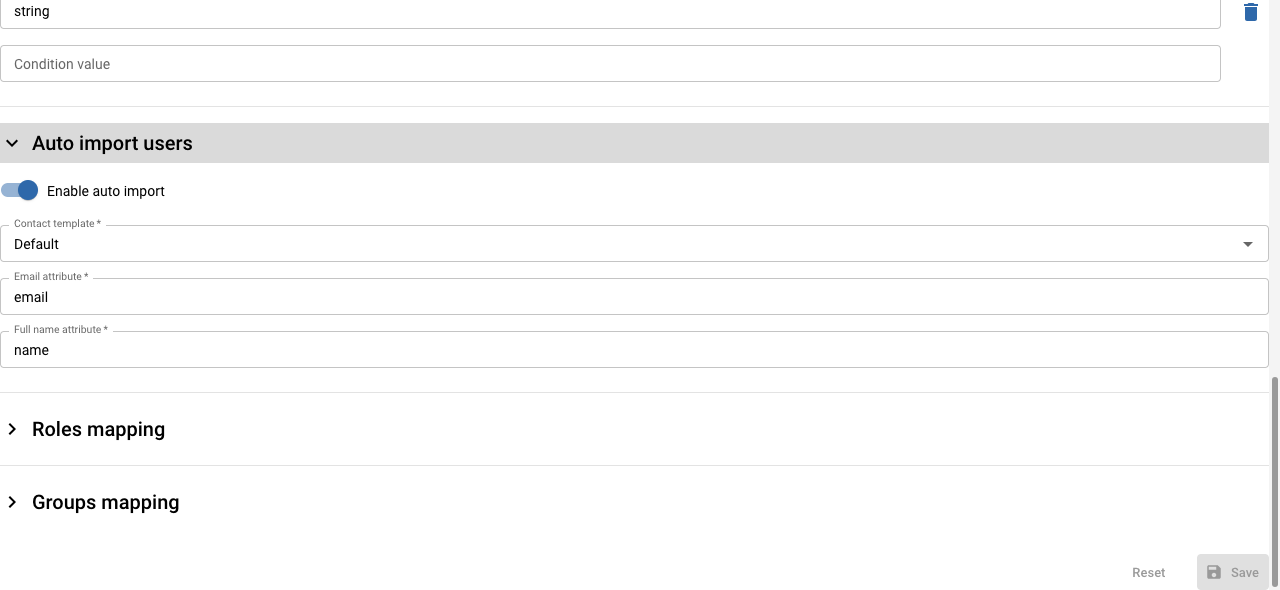 string
Condition value
Auto import users
Enable auto import
Contact template *
Default
Email attribute *
email
Full name attribute *
name
Roles mapping
Groups mapping
Reset
Save